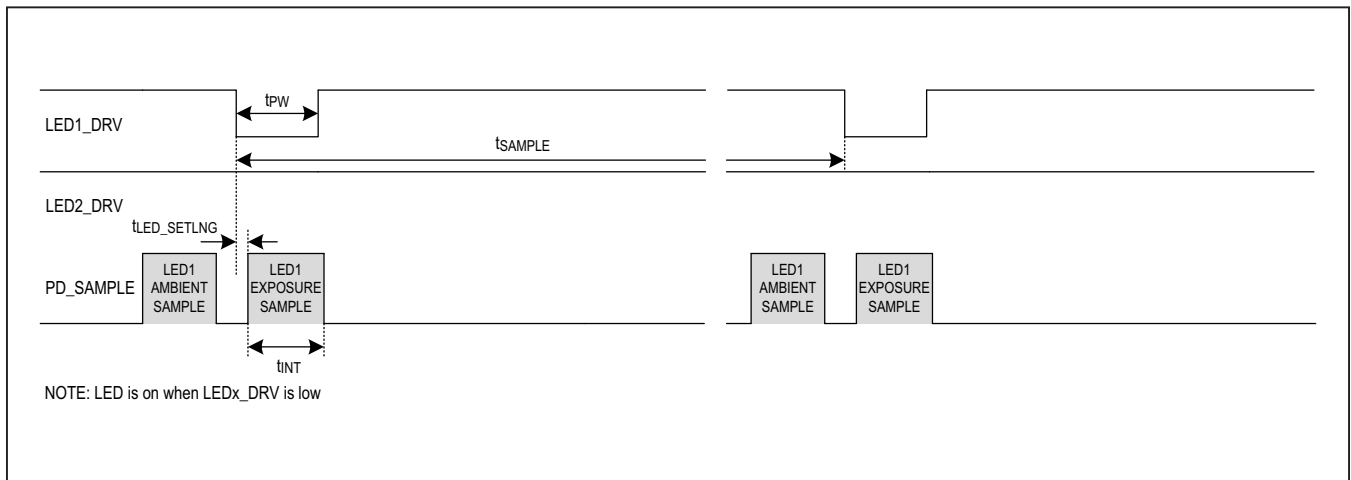 tPW
LED1_DRV
tSAMPLE
LED2_DRV
tLED_SETLNG
PD_SAMPLE
LED1
AMBIENT
SAMPLE
LED1
EXPOSURE
SAMPLE
LED1
AMBIENT
SAMPLE
LED1
EXPOSURE
SAMPLE
tINT
NOTE: LED is on when LEDx_DRV is low